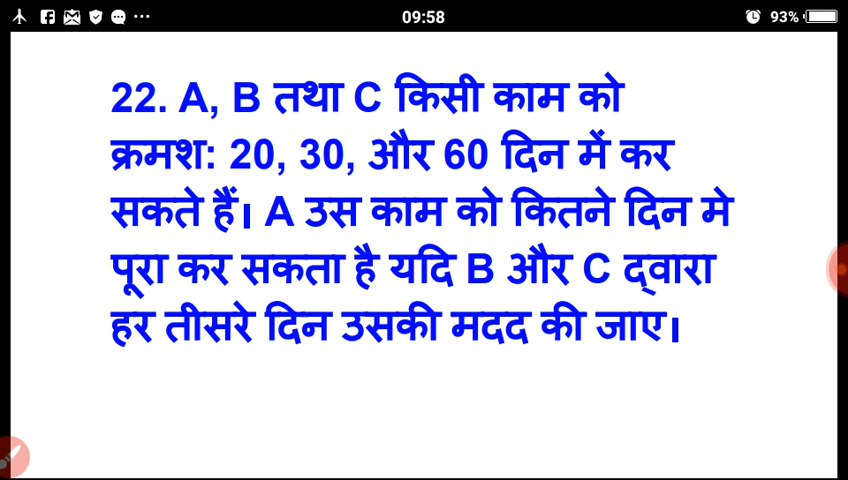 09:58
93%
22. A, B तथा C किसी काम को
क्रमश: 20, 30, और 60 दिन में कर
सकते हैं। A उस काम को कितने दिन मे
पूरा कर सकता है यदि B और C द्वारा
हर तीसरे दिन उसकी मदद की जाए।